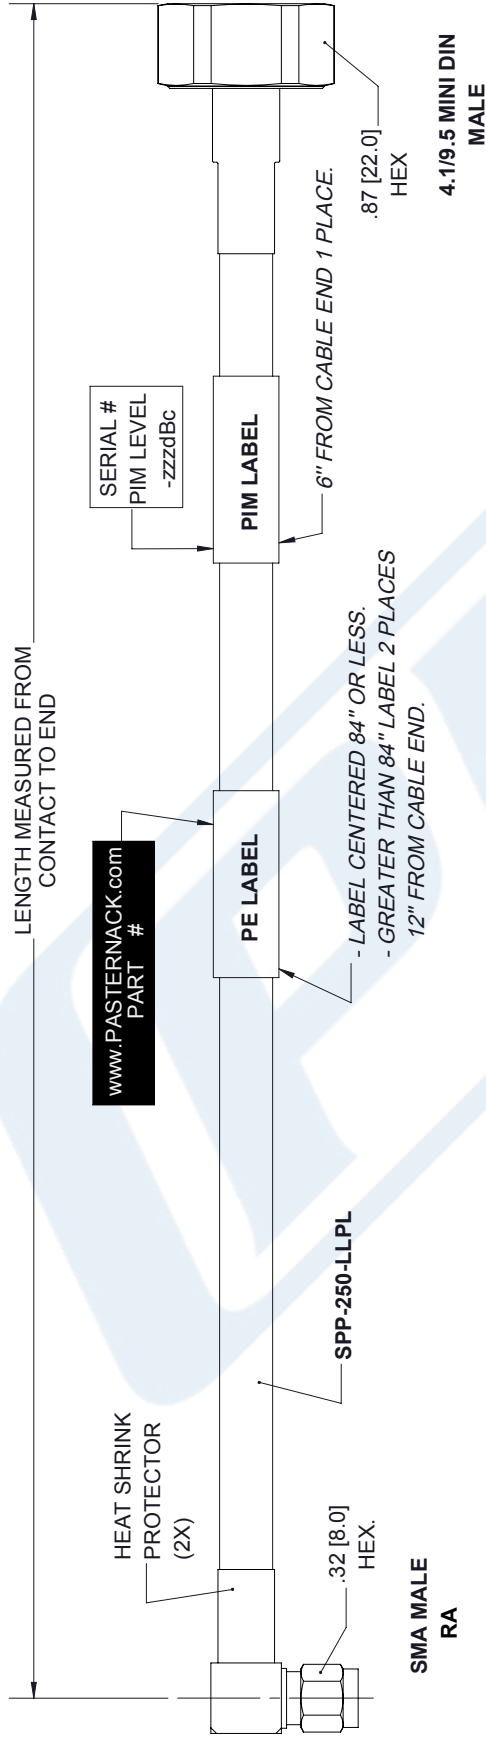 LENGTH MEASURED FROM
CONTACT TO END
HEAT SHRINK
PROTECTOR
(2X)
www.PASTERNACK.com
PART #
SERIAL #
PIM LEVEL
-zzzdBc
PE LABEL
PIM LABEL
.32 [8.0]
HEX.
SMA MALE
RA
SPP-250-LLPL
- LABEL CENTERED 84" OR LESS.
- GREATER THAN 84" LABEL 2 PLACES
12" FROM CABLE END.
6" FROM CABLE END 1 PLACE.
.87 [22.0]
HEX
4.1/9.5 MINI DIN
MALE